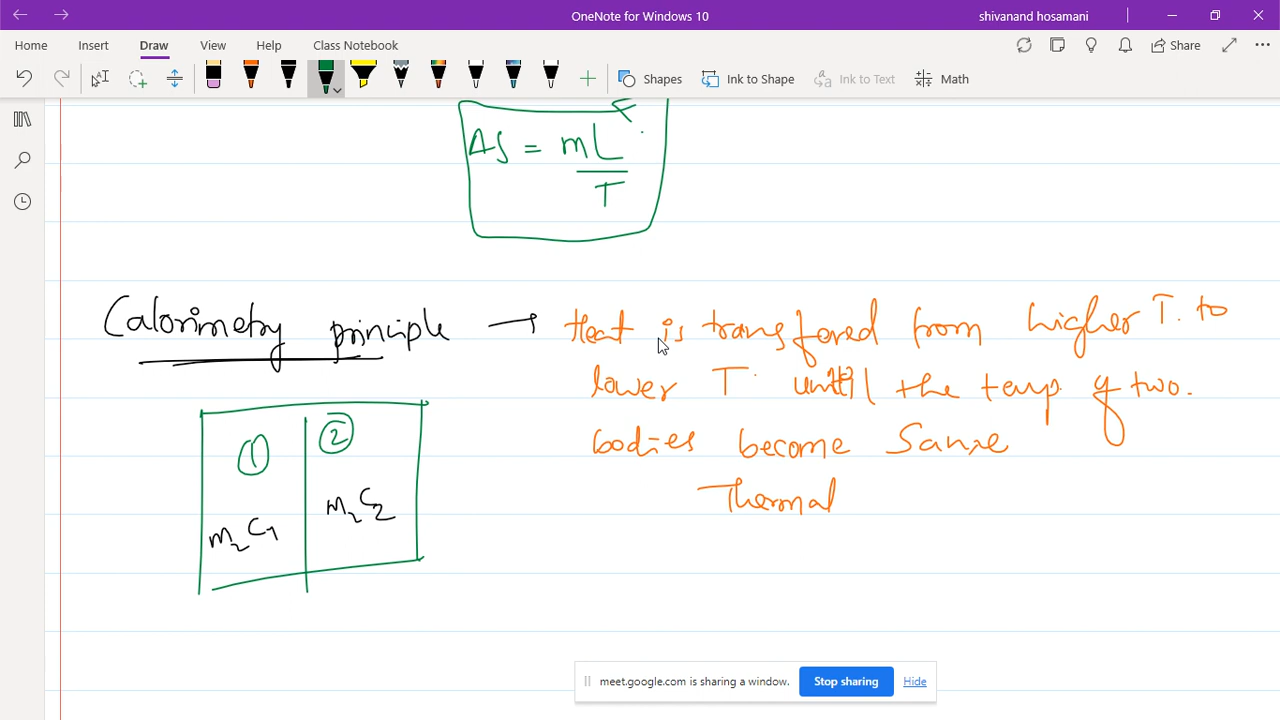 OneNote for Windows 10
shivanand hosamani
Home Insert Draw View Help Class Notebook
Share
Shapes Ink to Shape Ink to Text Math
ΔS = mL
T
Calorimetry principle → Heat is transfered from higher T. to
lower T. until the temp. of two.
bodies become Same
Thermal
① ②
m₂C₁ m₂C₂
meet.google.com is sharing a window. Stop sharing Hide